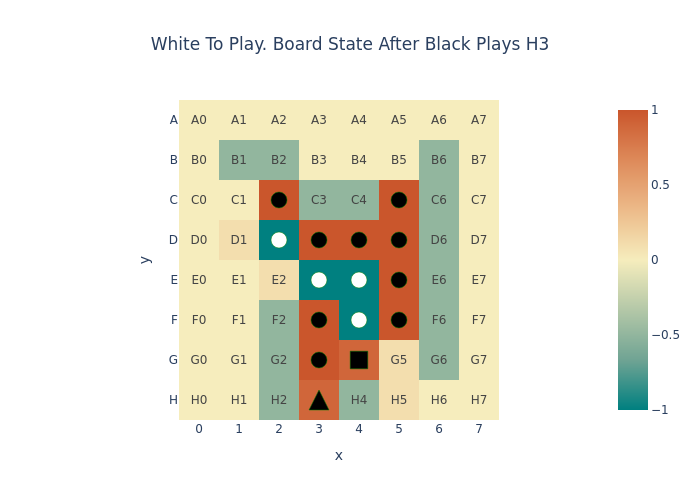 White To Play. Board State After Black Plays H3
A A0 A1 A2 A3 A4 A5 A6 A7
B B0 B1 B2 B3 B4 B5 B6 B7
C C0 C1 C3 C4 C6 C7
D D0 D1 D6 D7
E E0 E1 E2 E6 E7
F F0 F1 F2 F6 F7
G G0 G1 G2 G5 G6 G7
H H0 H1 H2 H4 H5 H6 H7
0 1 2 3 4 5 6 7
x
y
1
0.5
0
−0.5
−1